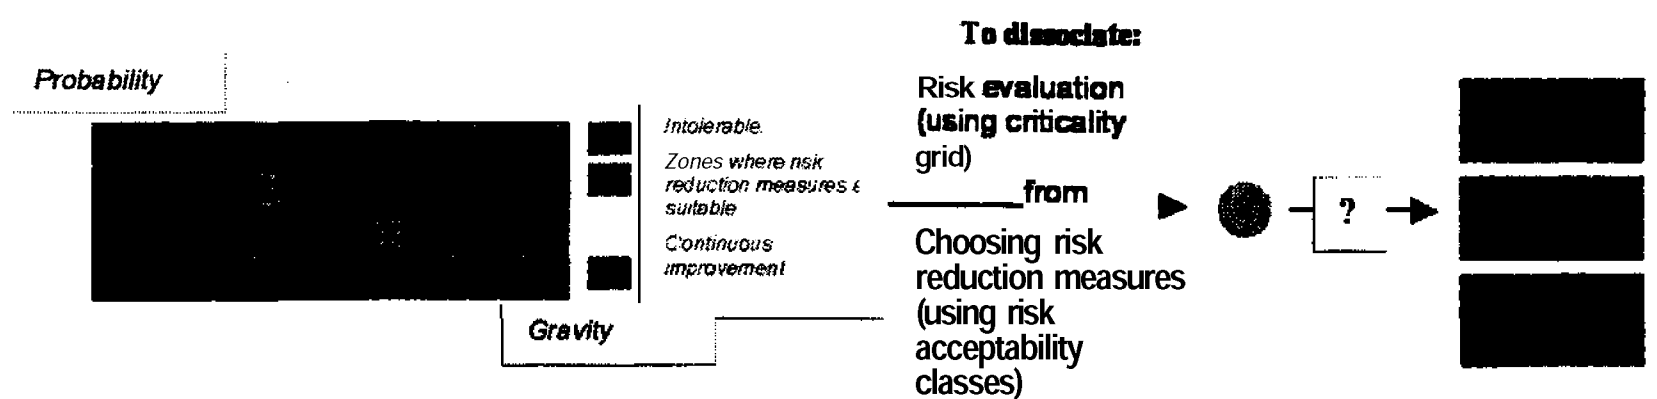 Probability
Intolerable.
Zones where risk
reduction measures
suitable
Continuous
improvement
Gravity
To dissociate:
Risk evaluation
(using criticality
grid)
from
Choosing risk
reduction measures
(using risk
acceptability
classes)
?